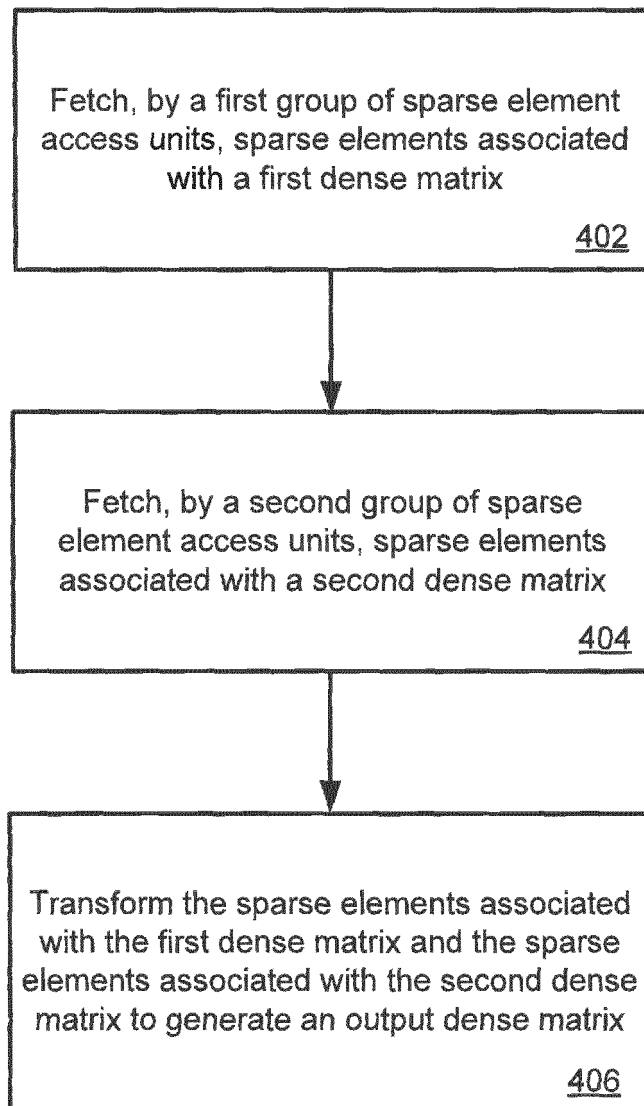 Fetch, by a first group of sparse element
access units, sparse elements associated
with a first dense matrix
402
Fetch, by a second group of sparse
element access units, sparse elements
associated with a second dense matrix
404
Transform the sparse elements associated
with the first dense matrix and the sparse
elements associated with the second dense
matrix to generate an output dense matrix
406